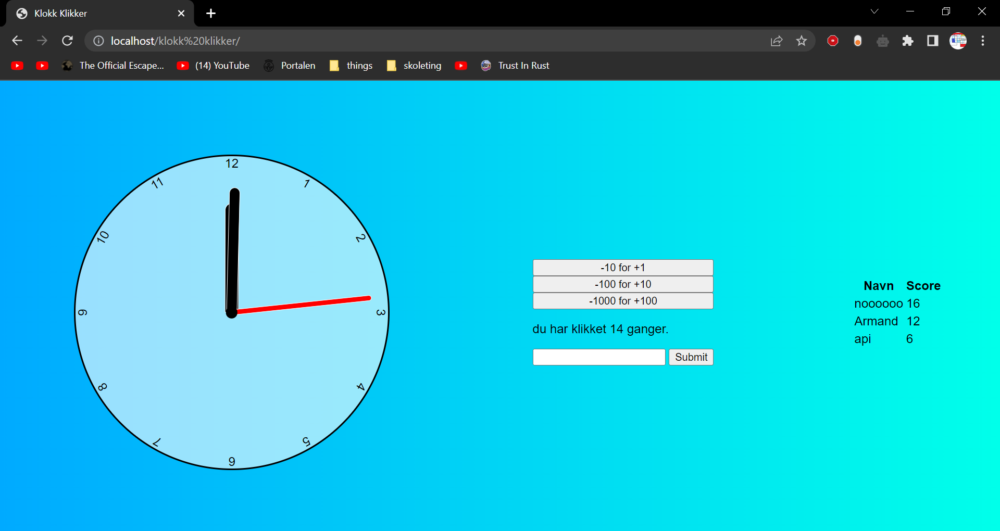 Klokk Klikker
localhost/klokk%20klikker/
The Official Escape... (14) YouTube Portalen things skoleting Trust In Rust
12
1
2
3
4
5
6
7
8
9
10
11
-10 for +1
-100 for +10
-1000 for +100
du har klikket 14 ganger.
Submit
Navn Score
noooooo 16
Armand 12
api 6